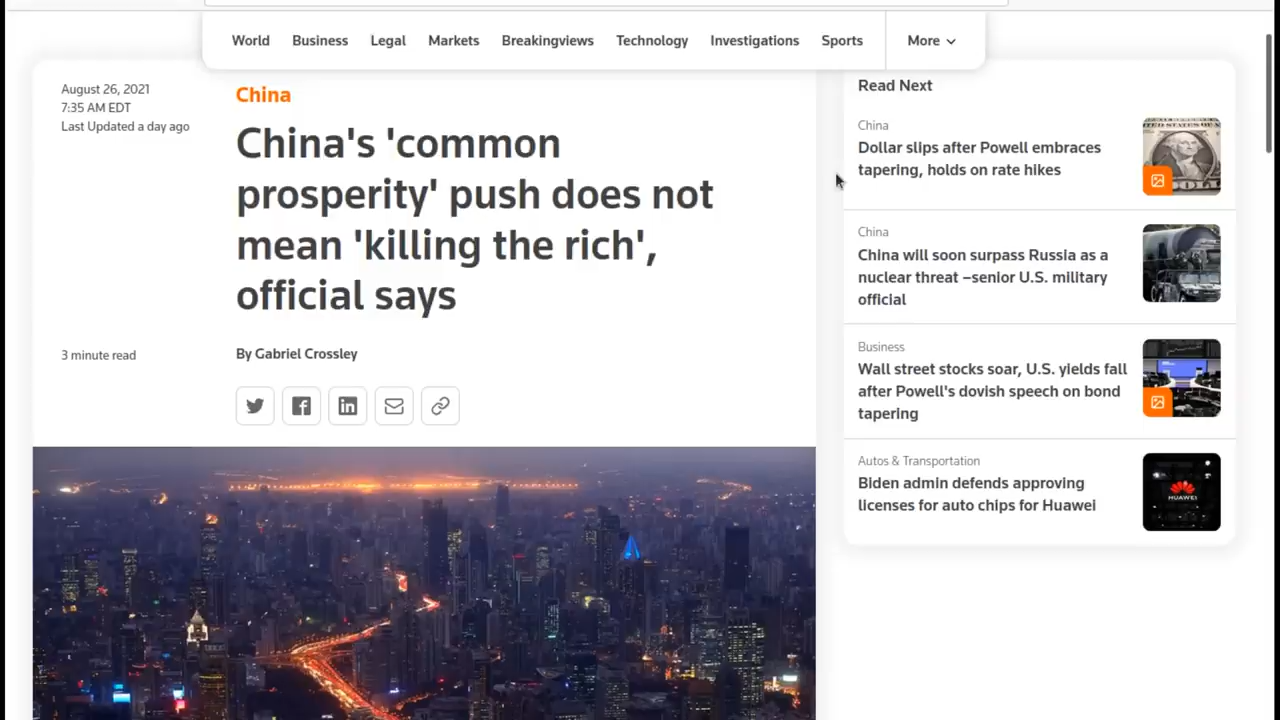 World Business Legal Markets Breakingviews Technology Investigations Sports More
August 26, 2021
7:35 AM EDT
Last Updated a day ago
China
China's 'common
prosperity' push does not
mean 'killing the rich',
official says
3 minute read
By Gabriel Crossley
Read Next
China
Dollar slips after Powell embraces
tapering, holds on rate hikes
China
China will soon surpass Russia as a
nuclear threat –senior U.S. military
official
Business
Wall street stocks soar, U.S. yields fall
after Powell's dovish speech on bond
tapering
Autos & Transportation
Biden admin defends approving
licenses for auto chips for Huawei
HUAWEI